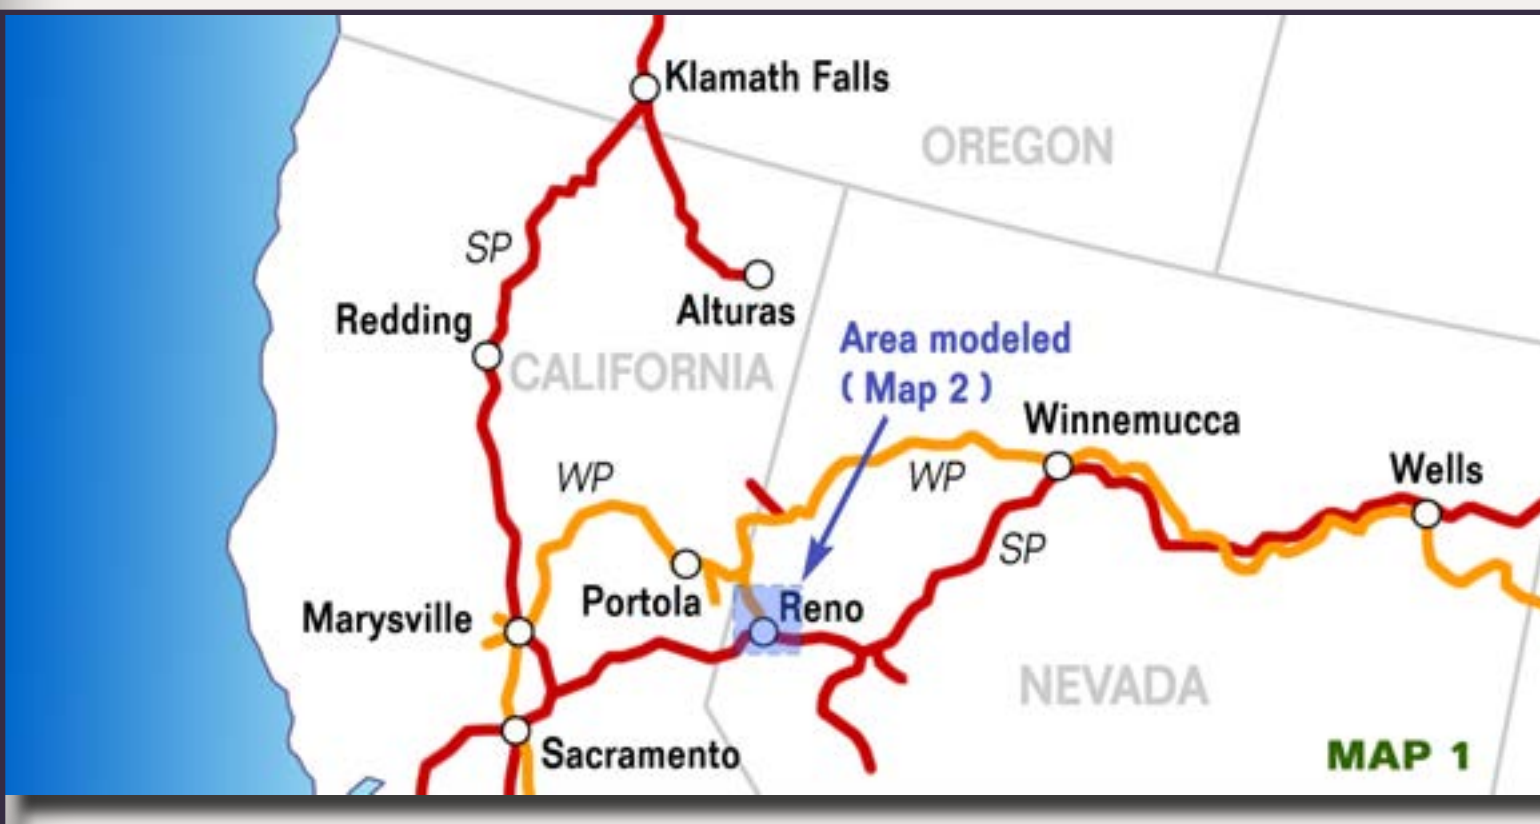 Klamath Falls
OREGON
SP
Alturas
Redding
CALIFORNIA
Area modeled
( Map 2 )
Winnemucca
WP
WP
Wells
SP
Portola
Reno
Marysville
NEVADA
Sacramento
MAP 1